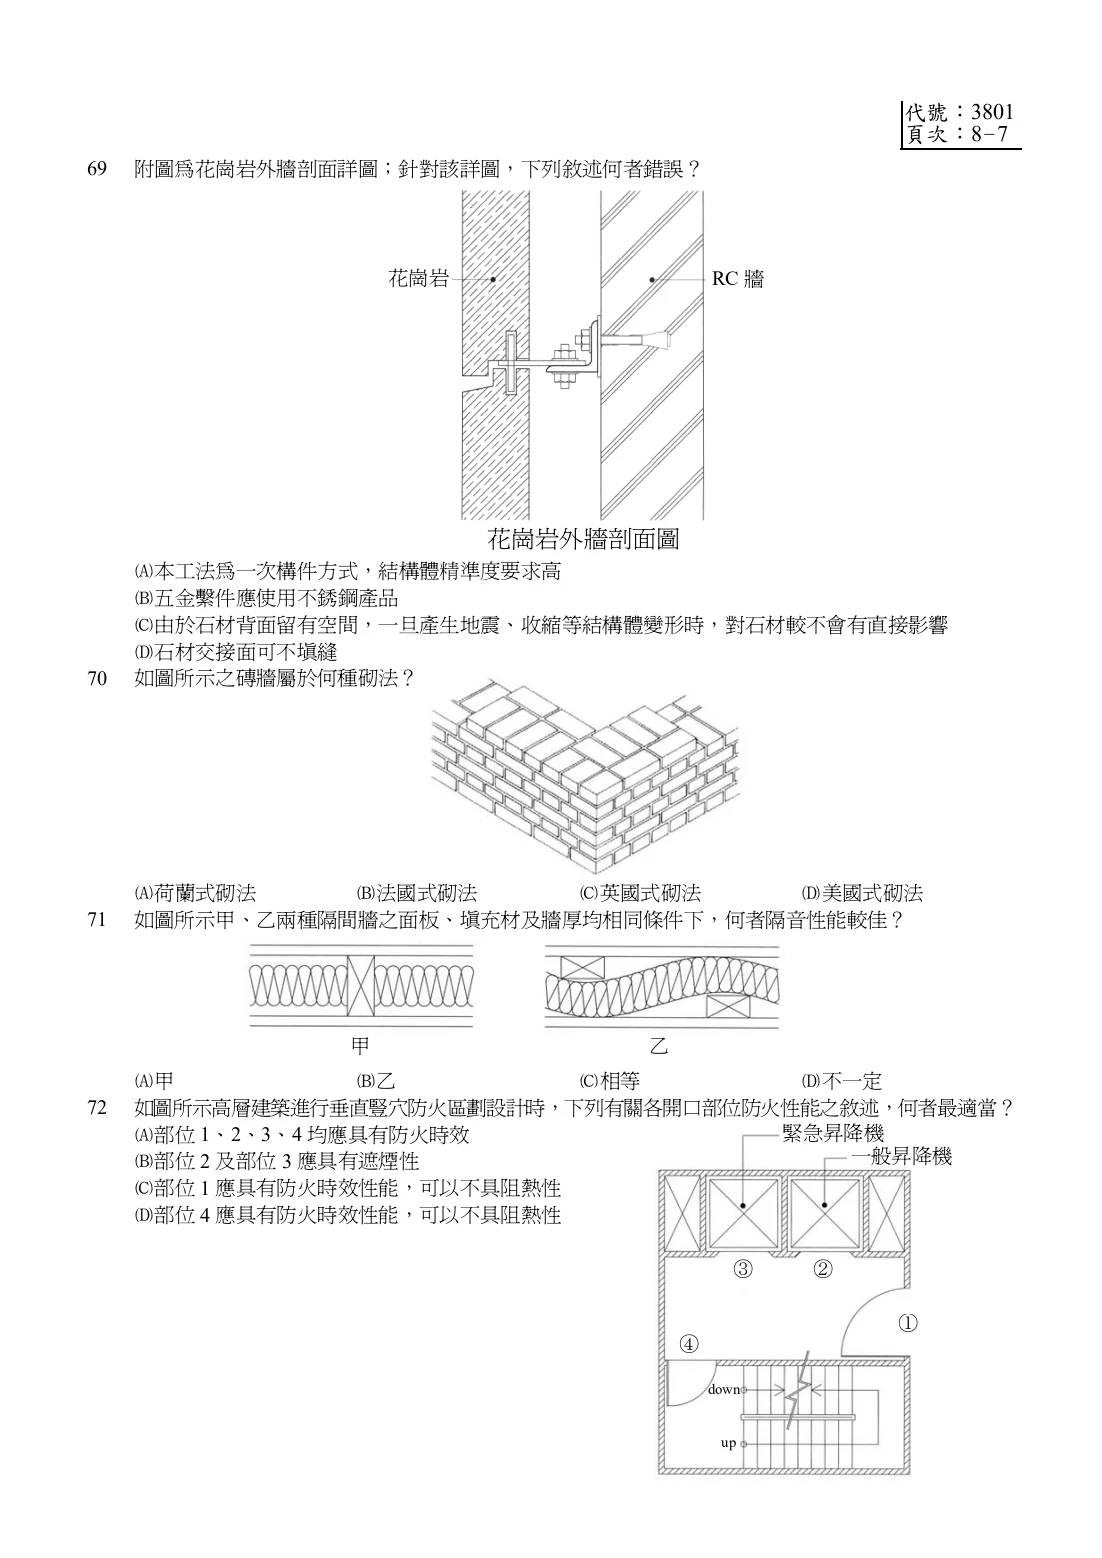 代號：3801
頁次：8－7
69 附圖為花崗岩外牆剖面詳圖；針對該詳圖，下列敘述何者錯誤？
花崗岩
RC 牆
花崗岩外牆剖面圖
(A)本工法為一次構件方式，結構體精準度要求高
(B)五金繫件應使用不銹鋼產品
(C)由於石材背面留有空間，一旦產生地震、收縮等結構體變形時，對石材較不會有直接影響
(D)石材交接面可不填縫
70 如圖所示之磚牆屬於何種砌法？
(A)荷蘭式砌法 (B)法國式砌法 (C)英國式砌法 (D)美國式砌法
71 如圖所示甲、乙兩種隔間牆之面板、填充材及牆厚均相同條件下，何者隔音性能較佳？
甲 乙
(A)甲 (B)乙 (C)相等 (D)不一定
72 如圖所示高層建築進行垂直豎穴防火區劃設計時，下列有關各開口部位防火性能之敘述，何者最適當？
(A)部位 1、2、3、4 均應具有防火時效
(B)部位 2 及部位 3 應具有遮煙性
(C)部位 1 應具有防火時效性能，可以不具阻熱性
(D)部位 4 應具有防火時效性能，可以不具阻熱性
緊急昇降機
一般昇降機
③ ②
①
④
down
up